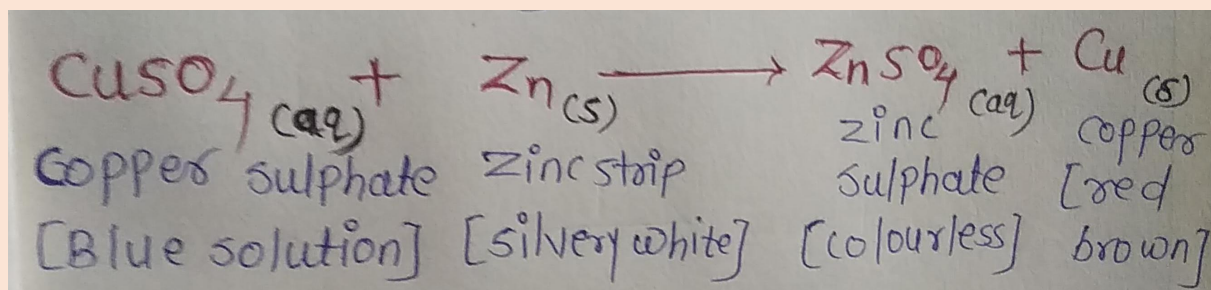 CuSO4 (aq) + Zn (s) → ZnSO4 (aq) + Cu (s)
copper sulphate zinc strip zinc sulphate copper
[Blue solution] [silvery white] [colourless] [red brown]